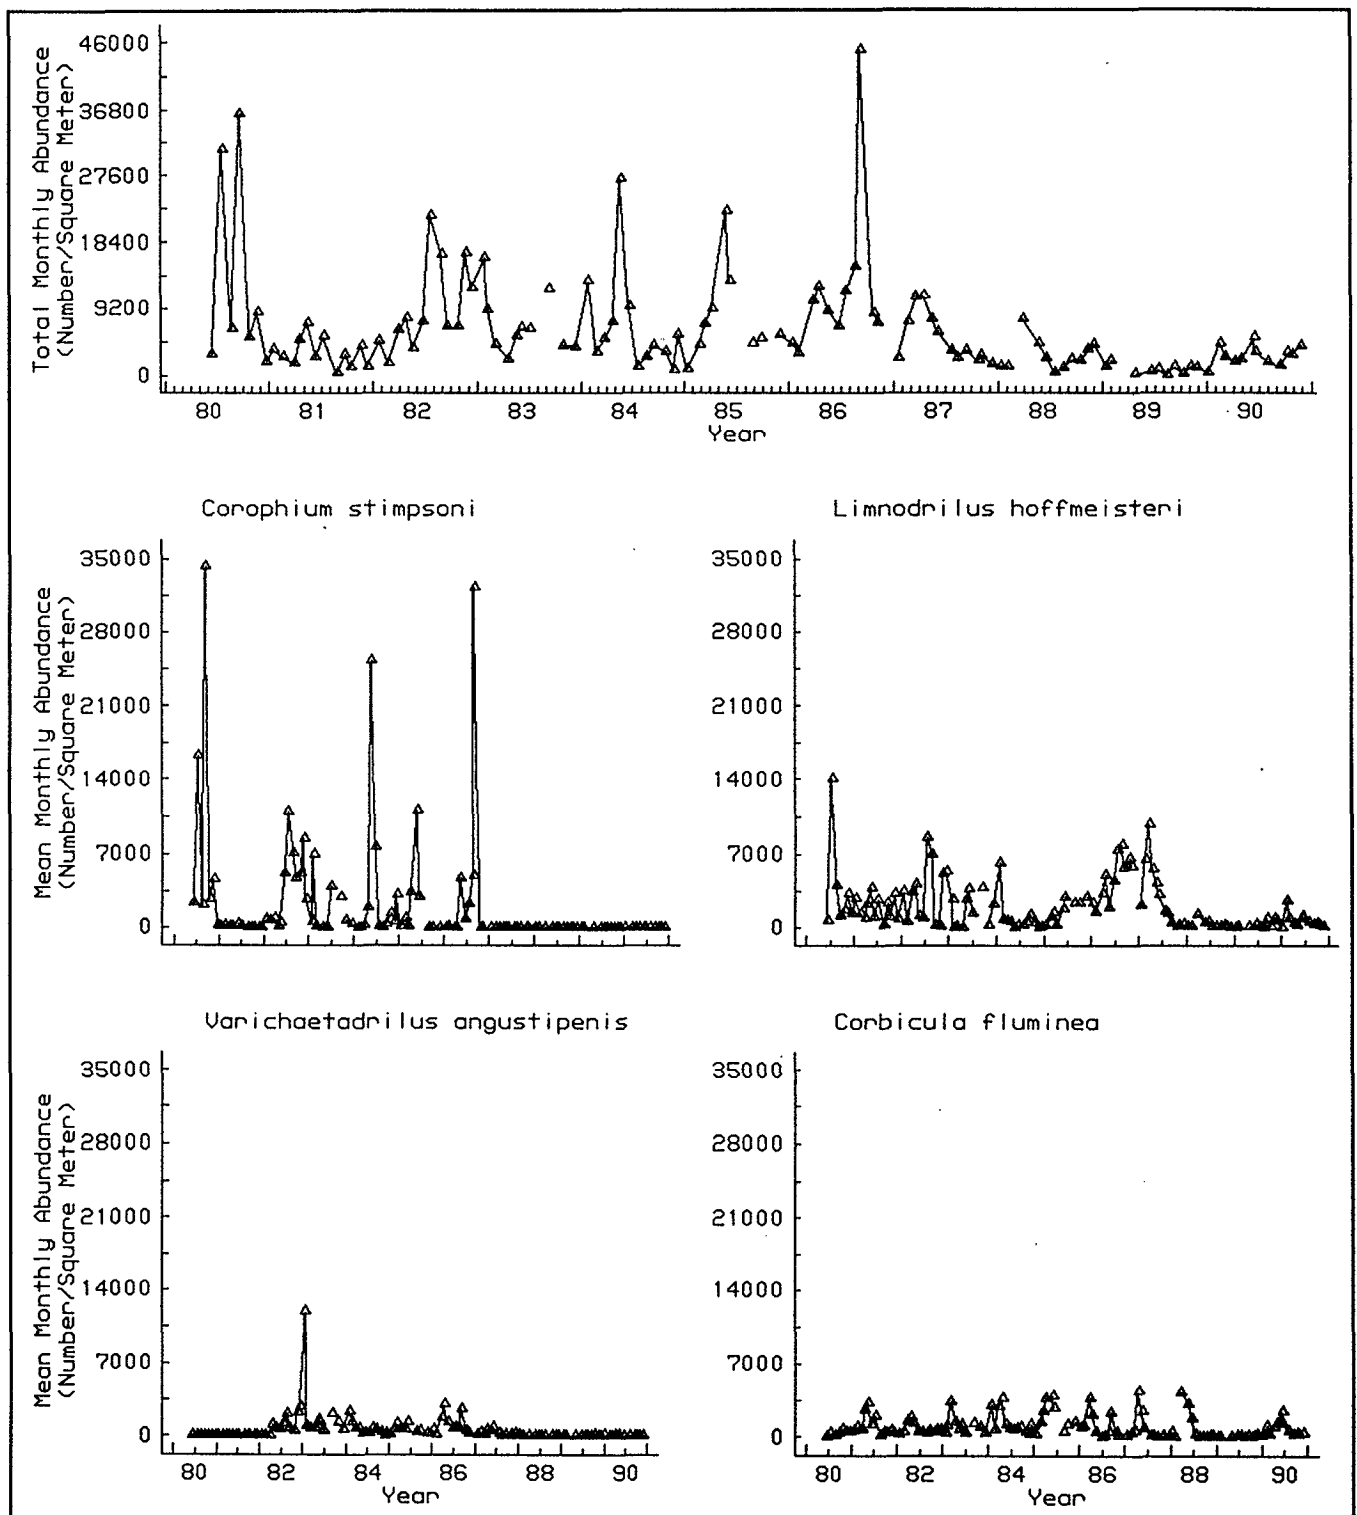 Total Monthly Abundance
(Number/Square Meter)
46000
36800
27600
18400
9200
0
80 81 82 83 84 85 86 87 88 89 90
Year
Corophium stimpsoni
Mean Monthly Abundance
(Number/Square Meter)
35000
28000
21000
14000
7000
0
Limnodrilus hoffmeisteri
35000
28000
21000
14000
7000
0
Varichaetadrilus angustipenis
Mean Monthly Abundance
(Number/Square Meter)
35000
28000
21000
14000
7000
0
80 82 84 86 88 90
Year
Corbicula fluminea
35000
28000
21000
14000
7000
0
80 82 84 86 88 90
Year